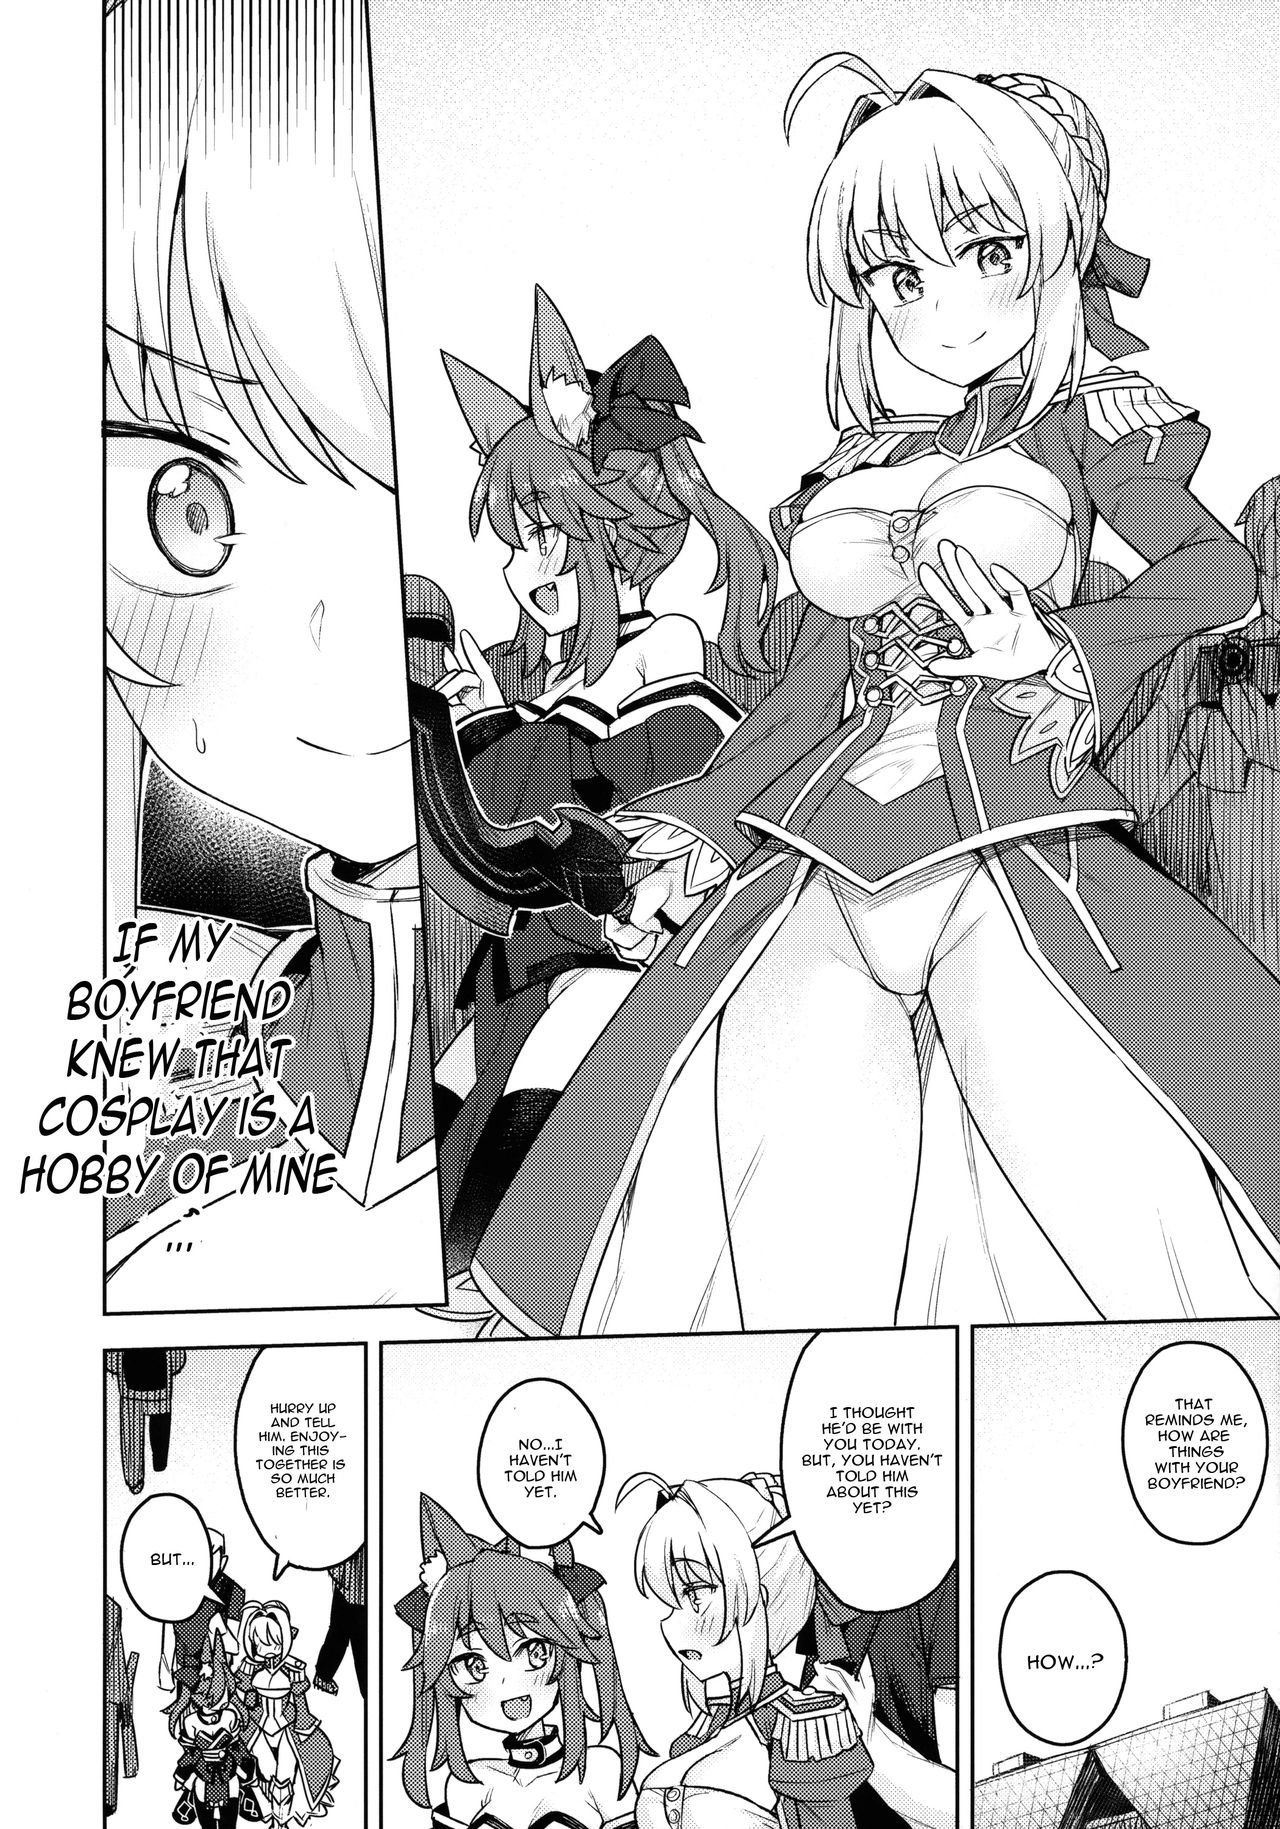 IF MY
BOYFRIEND
KNEW THAT
COSPLAY IS A
HOBBY OF MINE
...
THAT
REMINDS ME,
HOW ARE
THINGS
WITH YOUR
BOYFRIEND?
HOW...?
I THOUGHT
HE'D BE WITH
YOU TODAY.
BUT, YOU HAVEN'T
TOLD HIM
ABOUT THIS
YET?
NO...I
HAVEN'T
TOLD HIM
YET.
HURRY UP
AND TELL
HIM. ENJOY-
ING THIS
TOGETHER IS
SO MUCH
BETTER.
BUT...